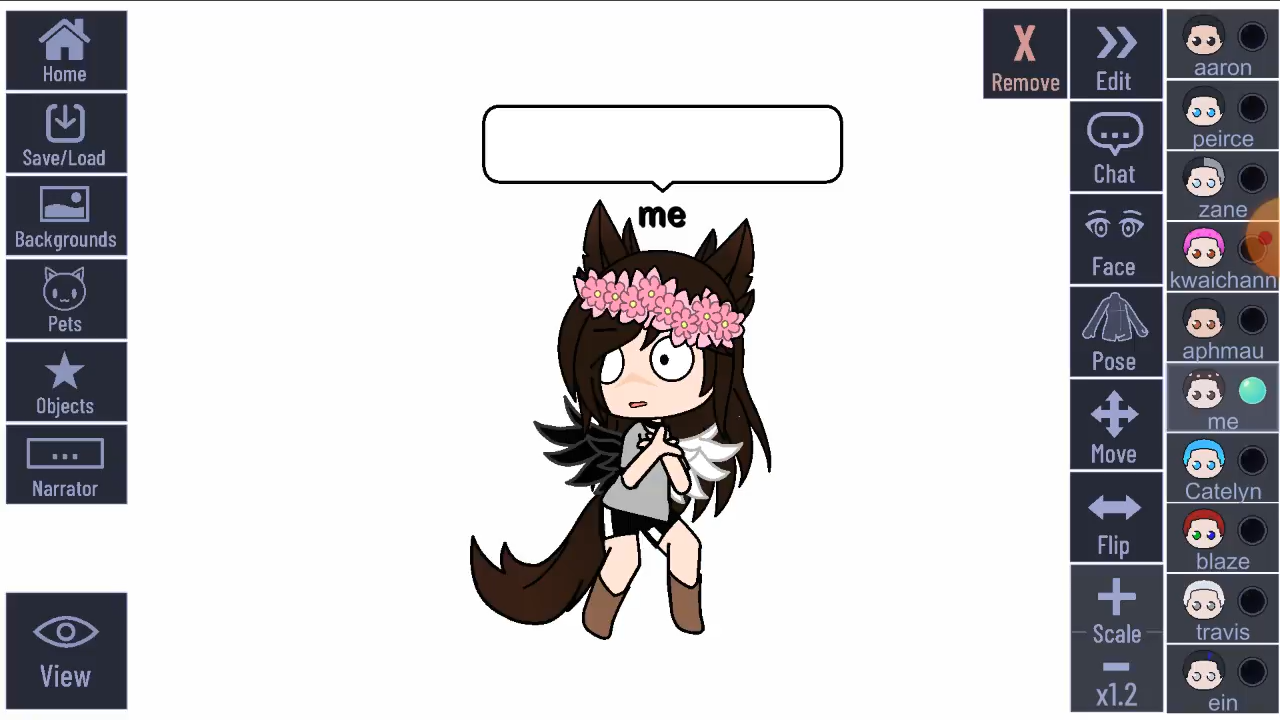 Home
Save/Load
Backgrounds
Pets
Objects
...
Narrator
View
me
X
Remove
Edit
...
Chat
Face
Pose
Move
Flip
Scale
x1.2
aaron
peirce
zane
kwaichann
aphmau
me
Catelyn
blaze
travis
ein